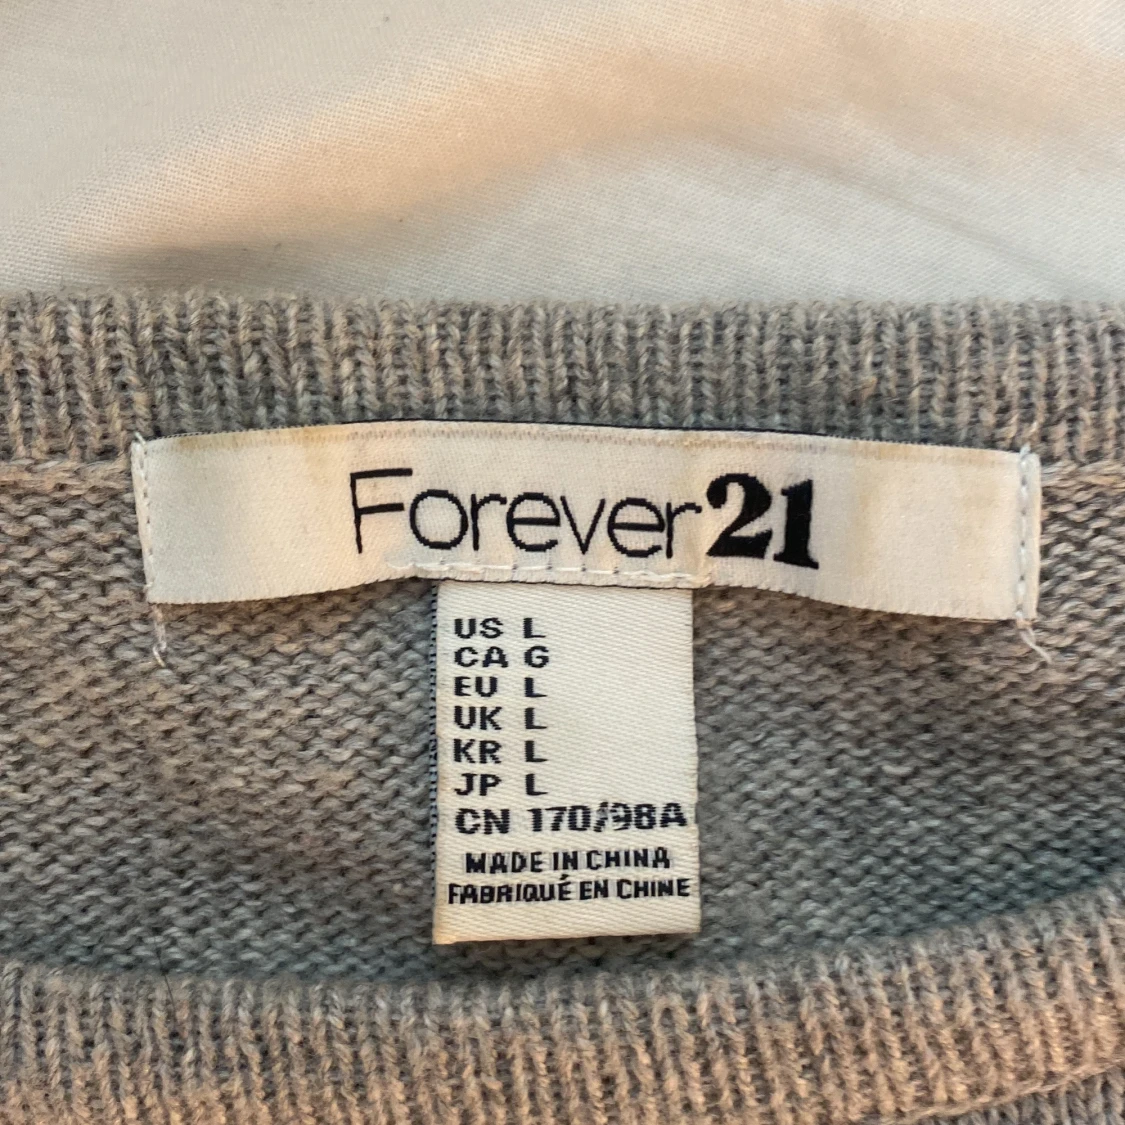 Forever21
US L
CA G
EU L
UK L
KR L
JP L
CN 170/98A
MADE IN CHINA
FABRIQUÉ EN CHINE